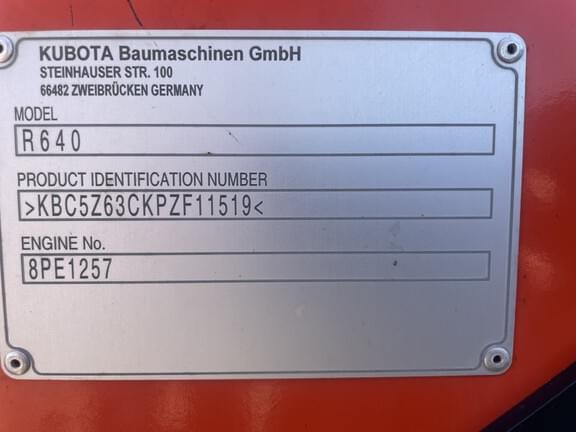 KUBOTA Baumaschinen GmbH
STEINHAUSER STR. 100
66482 ZWEIBRÜCKEN GERMANY
MODEL
R640
PRODUCT IDENTIFICATION NUMBER
>KBC5Z63CKPZF11519<
ENGINE No.
8PE1257